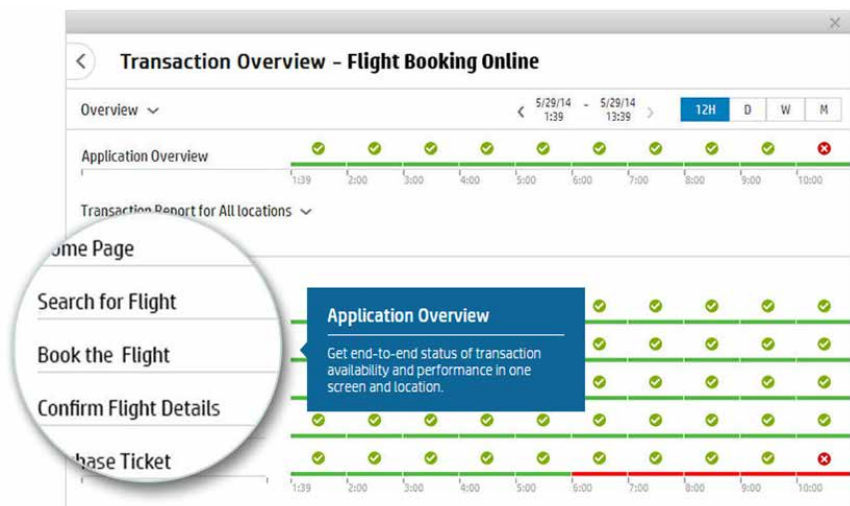 Transaction Overview - Flight Booking Online
Overview
5/29/14 - 5/29/14
1:39 13:39
12H D W M
Application Overview
1:39 2:00 3:00 4:00 5:00 6:00 7:00 8:00 9:00 10:00
Transaction Report for All locations
ome Page
Search for Flight
Book the Flight
Confirm Flight Details
hase Ticket
Application Overview
Get end-to-end status of transaction
availability and performance in one
screen and location.
1:39 2:00 3:00 4:00 5:00 6:00 7:00 8:00 9:00 10:00